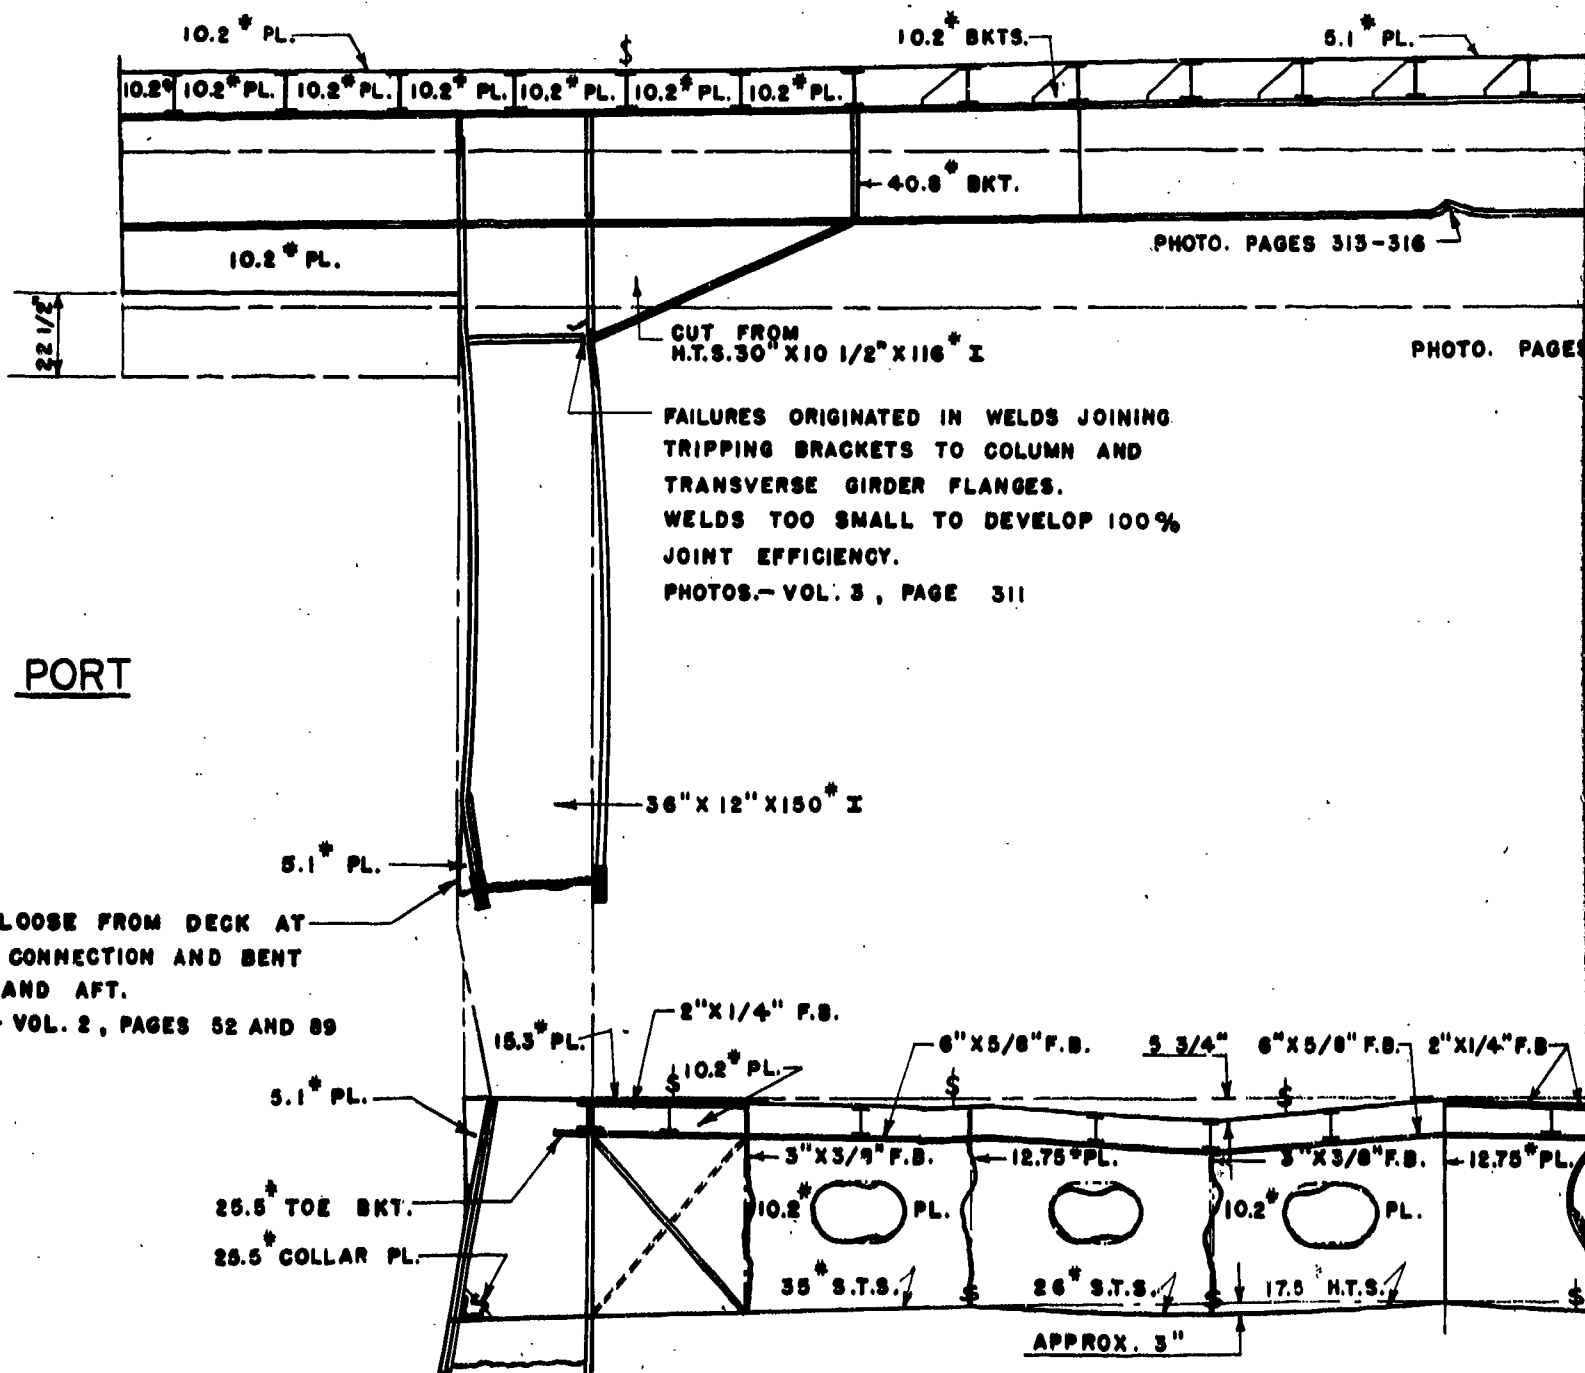 10.2# PL.
10.2# BKTS.
5.1# PL.
10.2# 10.2# PL. 10.2# PL. 10.2# PL. 10.2# PL. 10.2# PL. 10.2# PL.
40.8# BKT.
PHOTO. PAGES 313-316
10.2# PL.
22 1/2"
CUT FROM
H.T.S. 30" X 10 1/2" X 116# I
PHOTO. PAGES
FAILURES ORIGINATED IN WELDS JOINING
TRIPPING BRACKETS TO COLUMN AND
TRANSVERSE GIRDER FLANGES.
WELDS TOO SMALL TO DEVELOP 100%
JOINT EFFICIENCY.
PHOTOS.- VOL. 3, PAGE 311
PORT
36" X 12" X 150# I
5.1# PL.
LOOSE FROM DECK AT
CONNECTION AND BENT
AND AFT.
- VOL. 2, PAGES 52 AND 89
2" X 1/4" F.B.
15.3# PL.
6" X 5/8" F.B. 5 3/4" 6" X 5/8" F.B. 2" X 1/4" F.B.
10.2# PL.
5.1# PL.
3" X 3/8" F.B. 12.75# PL. 3" X 3/8" F.B. 12.75# PL.
25.5# TOE BKT.
10.2# PL. 10.2# PL.
25.5# COLLAR PL.
35# S.T.S. 26# S.T.S. 17.5 H.T.S.
APPROX. 3"